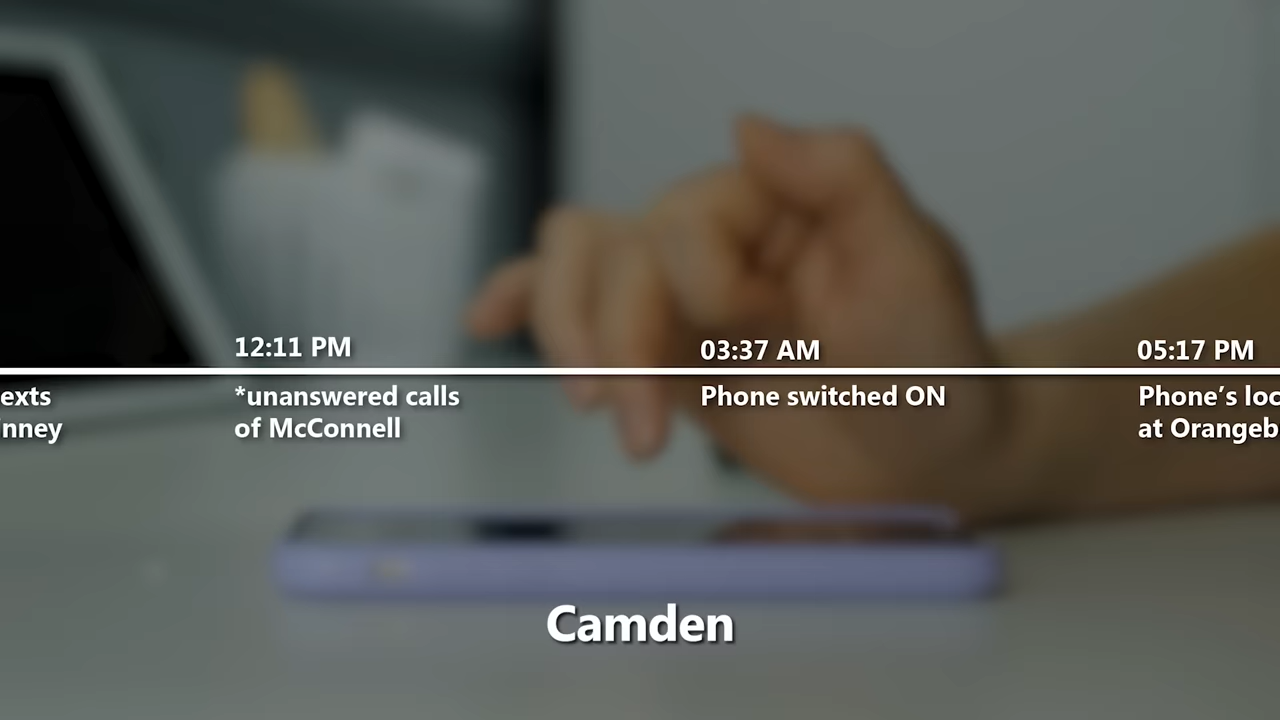 12:11 PM
03:37 AM
05:17 PM
exts
nney
*unanswered calls
of McConnell
Phone switched ON
Phone’s loc
at Orangeb
Camden